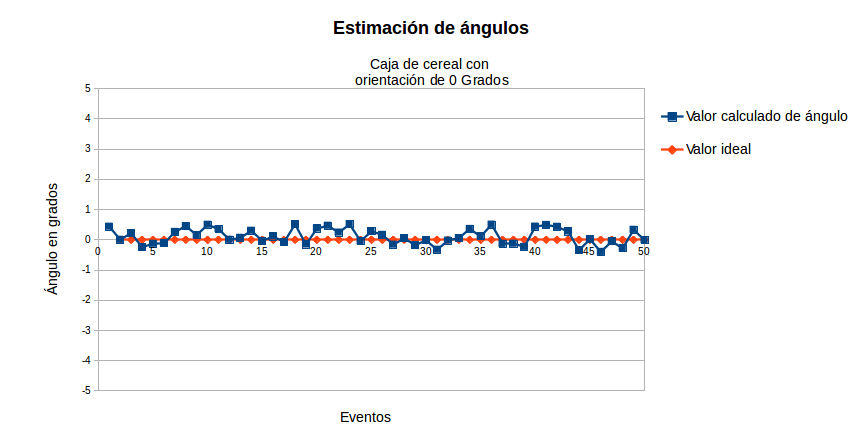 Estimación de ángulos
Caja de cereal con
orientación de 0 Grados
5
4
3
2
1
0
-1
-2
-3
-4
-5
0 5 10 15 20 25 30 35 40 45 50
Ángulo en grados
Eventos
Valor calculado de ángulo
Valor ideal